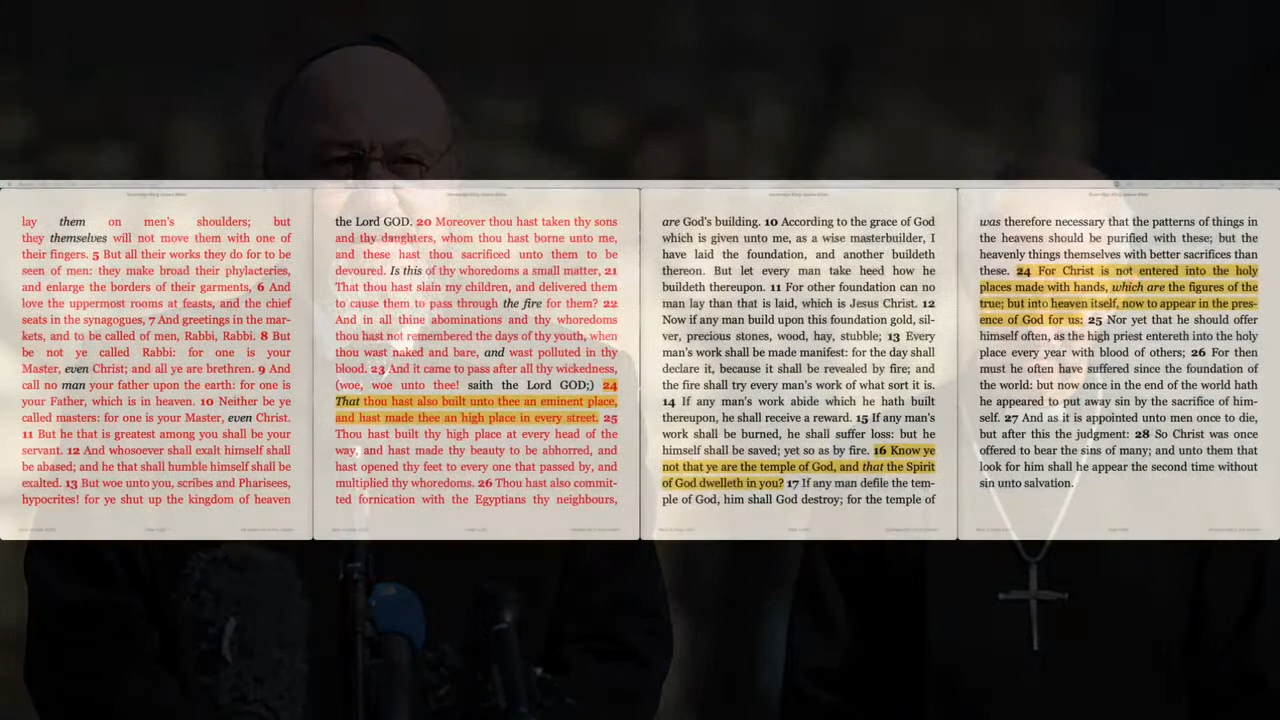 lay them on men's shoulders; but
they themselves will not move them with one of
their fingers. 5 But all their works they do for to be
seen of men: they make broad their phylacteries,
and enlarge the borders of their garments, 6 And
love the uppermost rooms at feasts, and the chief
seats in the synagogues, 7 And greetings in the mar-
kets, and to be called of men, Rabbi, Rabbi. 8 But
be not ye called Rabbi: for one is your
Master, even Christ; and all ye are brethren. 9 And
call no man your father upon the earth: for one is
your Father, which is in heaven. 10 Neither be ye
called masters: for one is your Master, even Christ.
11 But he that is greatest among you shall be your
servant. 12 And whosoever shall exalt himself shall
be abased; and he that shall humble himself shall be
exalted. 13 But woe unto you, scribes and Pharisees,
hypocrites! for ye shut up the kingdom of heaven
the Lord GOD. 20 Moreover thou hast taken thy sons
and thy daughters, whom thou hast borne unto me,
and these hast thou sacrificed unto them to be
devoured. Is this of thy whoredoms a small matter, 21
That thou hast slain my children, and delivered them
to cause them to pass through the fire for them? 22
And in all thine abominations and thy whoredoms
thou hast not remembered the days of thy youth, when
thou wast naked and bare, and wast polluted in thy
blood. 23 And it came to pass after all thy wickedness,
(woe, woe unto thee! saith the Lord GOD;) 24
That thou hast also built unto thee an eminent place,
and hast made thee an high place in every street. 25
Thou hast built thy high place at every head of the
way, and hast made thy beauty to be abhorred, and
hast opened thy feet to every one that passed by, and
multiplied thy whoredoms. 26 Thou hast also commit-
ted fornication with the Egyptians thy neighbours,
are God's building. 10 According to the grace of God
which is given unto me, as a wise masterbuilder, I
have laid the foundation, and another buildeth
thereon. But let every man take heed how he
buildeth thereupon. 11 For other foundation can no
man lay than that is laid, which is Jesus Christ. 12
Now if any man build upon this foundation gold, sil-
ver, precious stones, wood, hay, stubble; 13 Every
man's work shall be made manifest: for the day shall
declare it, because it shall be revealed by fire; and
the fire shall try every man's work of what sort it is.
14 If any man's work abide which he hath built
thereupon, he shall receive a reward. 15 If any man's
work shall be burned, he shall suffer loss: but he
himself shall be saved; yet so as by fire. 16 Know ye
not that ye are the temple of God, and that the Spirit
of God dwelleth in you? 17 If any man defile the tem-
ple of God, him shall God destroy; for the temple of
was therefore necessary that the patterns of things in
the heavens should be purified with these; but the
heavenly things themselves with better sacrifices than
these. 24 For Christ is not entered into the holy
places made with hands, which are the figures of the
true; but into heaven itself, now to appear in the pres-
ence of God for us: 25 Nor yet that he should offer
himself often, as the high priest entereth into the holy
place every year with blood of others; 26 For then
must he often have suffered since the foundation of
the world: but now once in the end of the world hath
he appeared to put away sin by the sacrifice of him-
self. 27 And as it is appointed unto men once to die,
but after this the judgment: 28 So Christ was once
offered to bear the sins of many; and unto them that
look for him shall he appear the second time without
sin unto salvation.